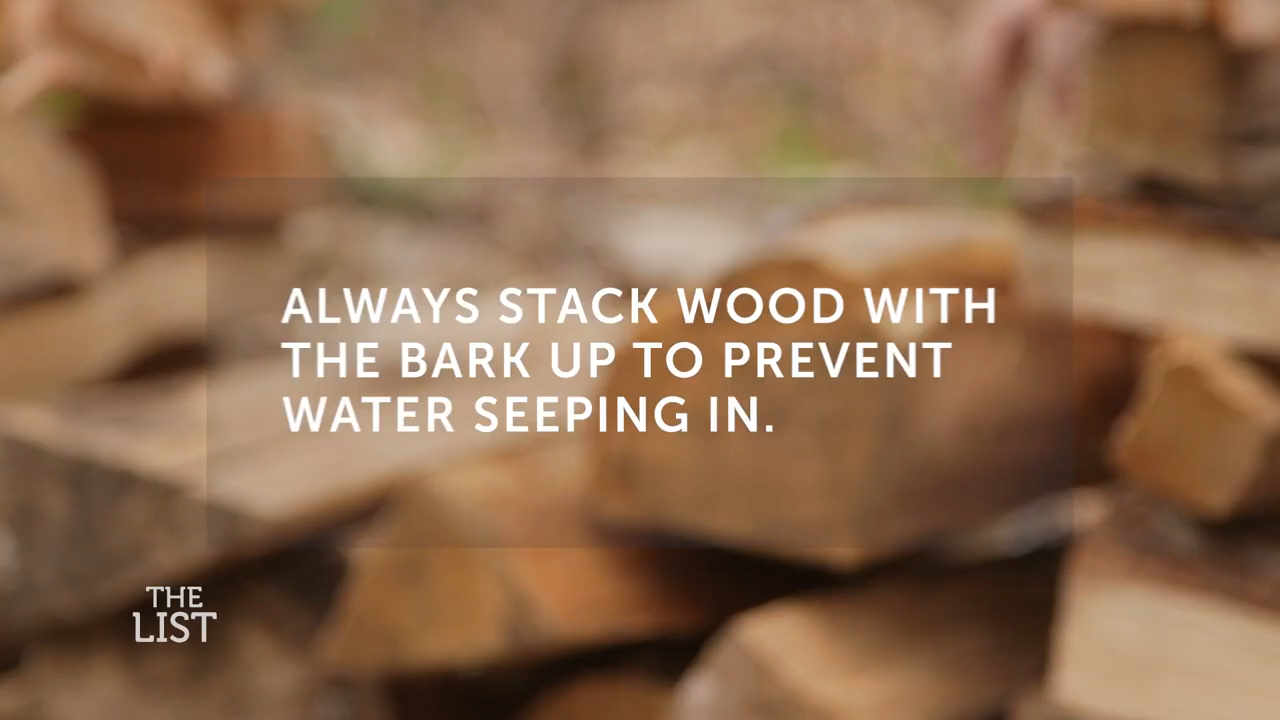 ALWAYS STACK WOOD WITH
THE BARK UP TO PREVENT
WATER SEEPING IN.
THE
LIST